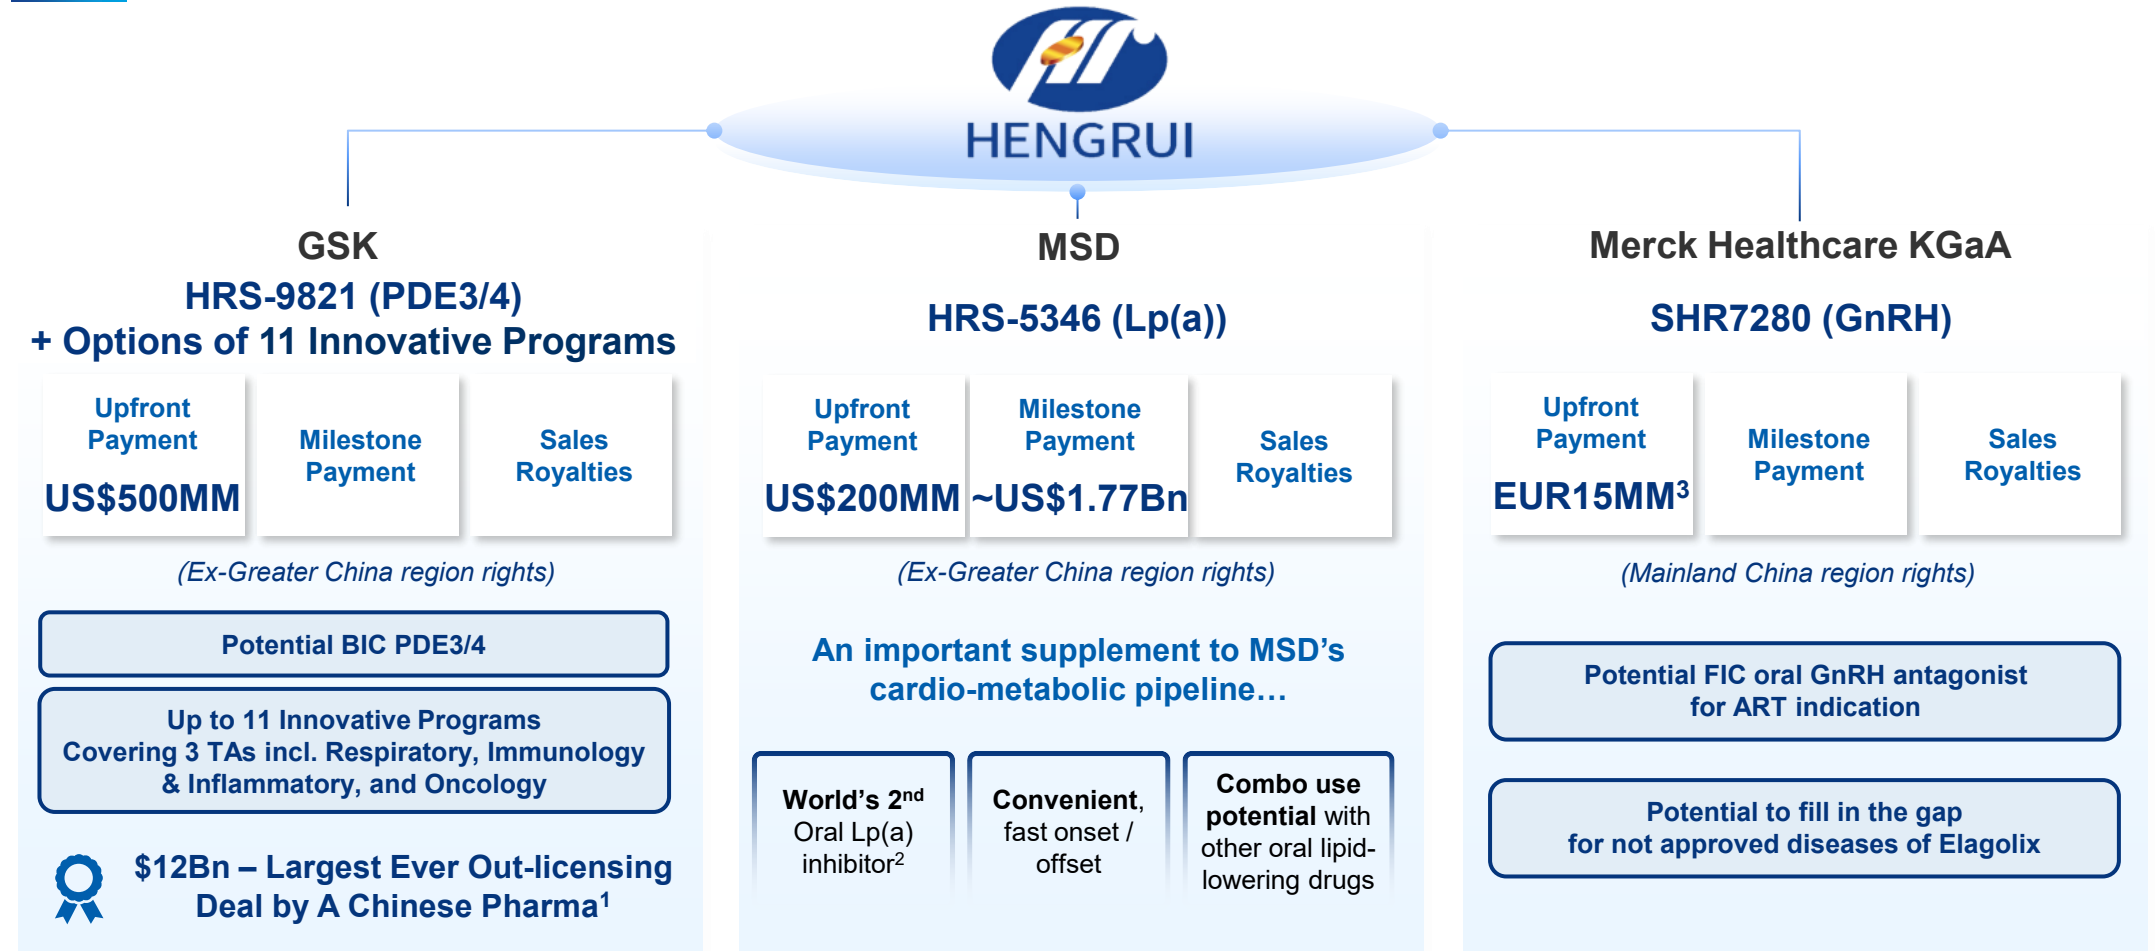 HENGRUI
GSK
HRS-9821 (PDE3/4)
+ Options of 11 Innovative Programs
Upfront
Payment
US$500MM
Milestone
Payment
Sales
Royalties
(Ex-Greater China region rights)
Potential BIC PDE3/4
Up to 11 Innovative Programs
Covering 3 TAs incl. Respiratory, Immunology
& Inflammatory, and Oncology
$12Bn – Largest Ever Out-licensing
Deal by A Chinese Pharma¹
MSD
HRS-5346 (Lp(a))
Upfront
Payment
US$200MM
Milestone
Payment
~US$1.77Bn
Sales
Royalties
(Ex-Greater China region rights)
An important supplement to MSD’s
cardio-metabolic pipeline…
World’s 2nd
Oral Lp(a)
inhibitor²
Convenient,
fast onset /
offset
Combo use
potential with
other oral lipid-
lowering drugs
Merck Healthcare KGaA
SHR7280 (GnRH)
Upfront
Payment
EUR15MM³
Milestone
Payment
Sales
Royalties
(Mainland China region rights)
Potential FIC oral GnRH antagonist
for ART indication
Potential to fill in the gap
for not approved diseases of Elagolix